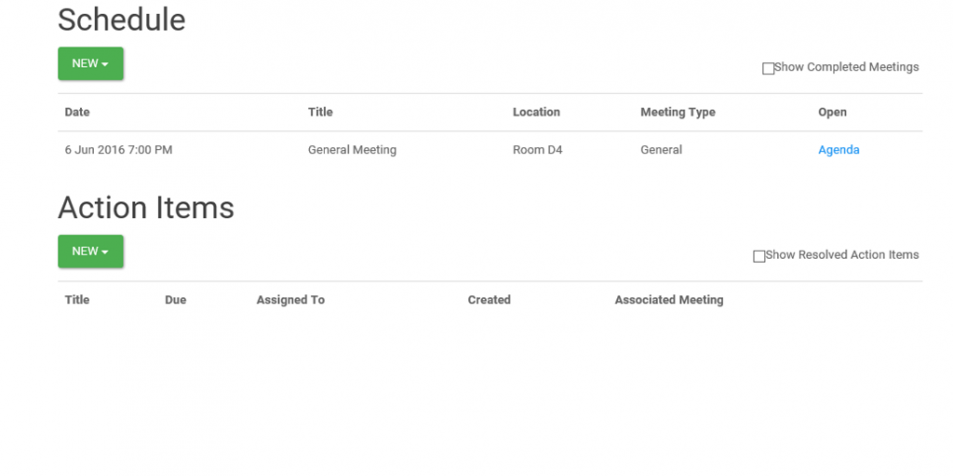 Schedule
NEW
Show Completed Meetings
Date Title Location Meeting Type Open
6 Jun 2016 7:00 PM General Meeting Room D4 General Agenda
Action Items
NEW
Show Resolved Action Items
Title Due Assigned To Created Associated Meeting